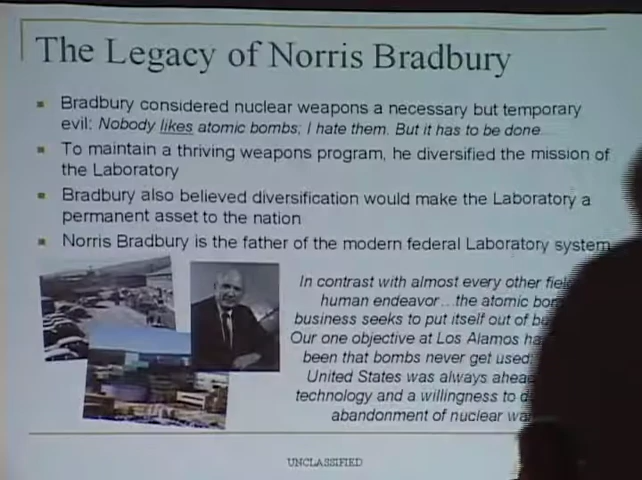 The Legacy of Norris Bradbury
Bradbury considered nuclear weapons a necessary but temporary
evil: Nobody likes atomic bombs; I hate them. But it has to be done...
To maintain a thriving weapons program, he diversified the mission of
the Laboratory
Bradbury also believed diversification would make the Laboratory a
permanent asset to the nation
Norris Bradbury is the father of the modern federal Laboratory system
In contrast with almost every other
human endeavor...the atomic
business seeks to put itself out of
Our one objective at Los Alamos
been that bombs never get used;
United States was always
technology and a willingness to
abandonment of nuclear
UNCLASSIFIED